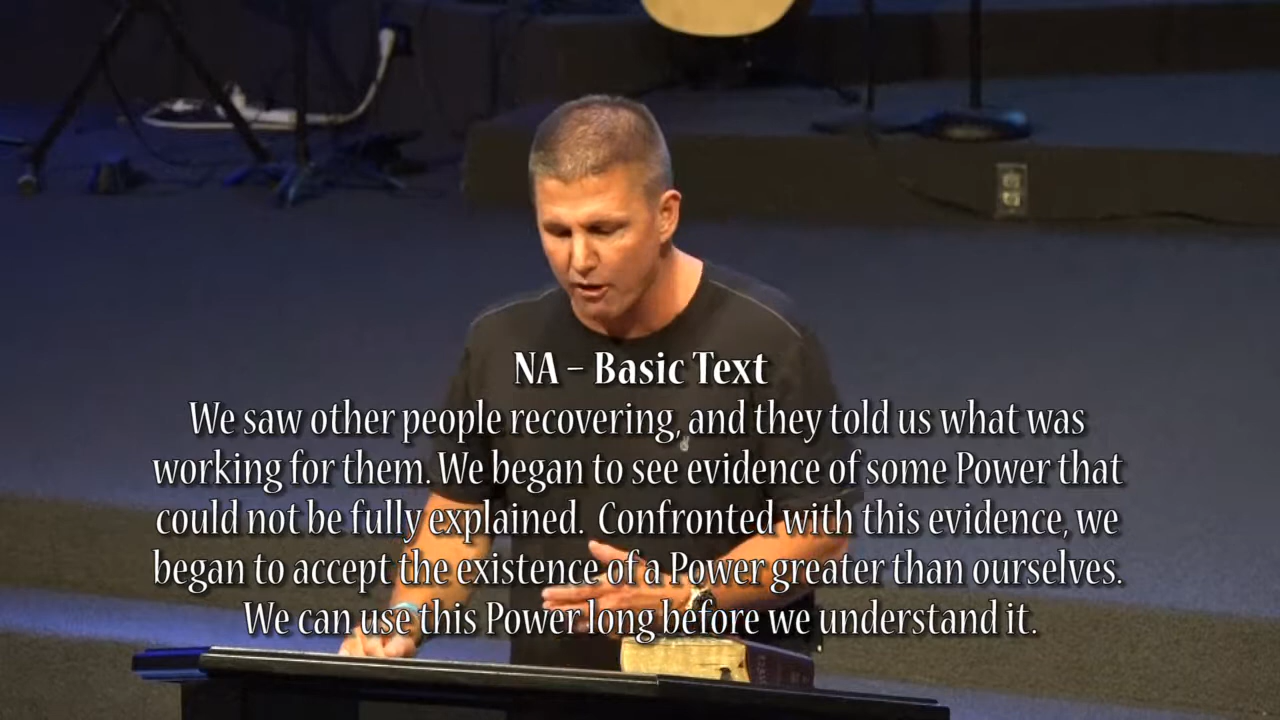 NA – Basic Text
We saw other people recovering, and they told us what was
working for them. We began to see evidence of some Power that
could not be fully explained.  Confronted with this evidence, we
began to accept the existence of a Power greater than ourselves.
We can use this Power long before we understand it.